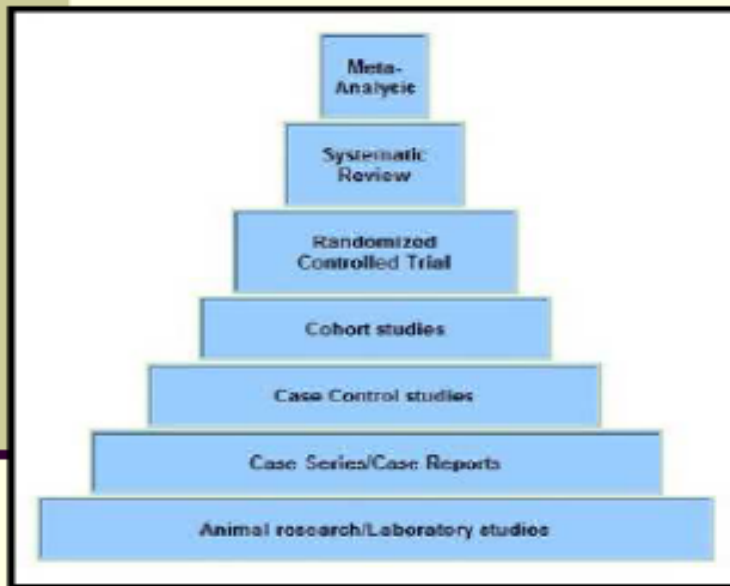 Meta-
Analysis
Systematic
Review
Randomized
Controlled Trial
Cohort studies
Case Control studies
Case Series/Case Reports
Animal research/Laboratory studies